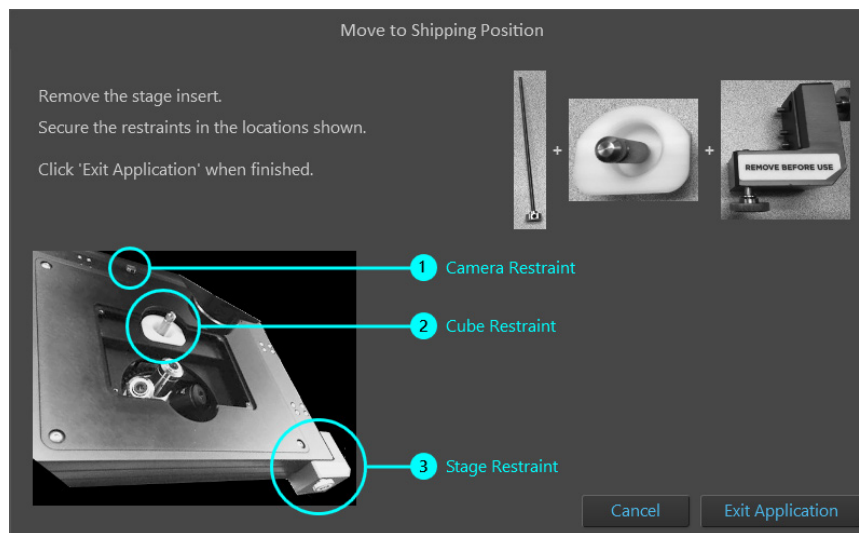 Move to Shipping Position
Remove the stage insert.
Secure the restraints in the locations shown.
Click 'Exit Application' when finished.
+
+
REMOVE BEFORE USE
1 Camera Restraint
2 Cube Restraint
3 Stage Restraint
Cancel
Exit Application